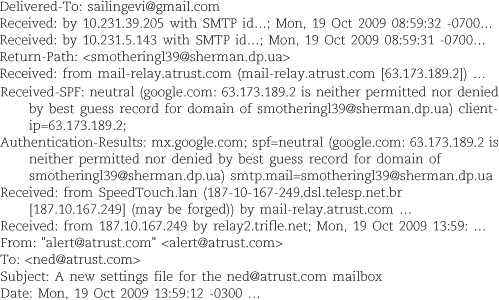 Delivered-To: sailingevi@gmail.com
Received: by 10.231.39.205 with SMTP id…; Mon, 19 Oct 2009 08:59:32 -0700…
Received: by 10.231.5.143 with SMTP id…; Mon, 19 Oct 2009 08:59:31 -0700…
Return-Path: <smotheringl39@sherman.dp.ua>
Received: from mail-relay.atrust.com (mail-relay.atrust.com [63.173.189.2]) …
Received-SPF: neutral (google.com: 63.173.189.2 is neither permitted nor denied
by best guess record for domain of smotheringl39@sherman.dp.ua) client-
ip=63.173.189.2;
Authentication-Results: mx.google.com; spf=neutral (google.com: 63.173.189.2 is
neither permitted nor denied by best guess record for domain of
smotheringl39@sherman.dp.ua) smtp.mail=smotheringl39@sherman.dp.ua
Received: from SpeedTouch.lan (187-10-167-249.dsl.telesp.net.br
[187.10.167.249] (may be forged)) by mail-relay.atrust.com …
Received: from 187.10.167.249 by relay2.trifle.net; Mon, 19 Oct 2009 13:59: …
From: "alert@atrust.com" <alert@atrust.com>
To: <ned@atrust.com>
Subject: A new settings file for the ned@atrust.com mailbox
Date: Mon, 19 Oct 2009 13:59:12 -0300 …